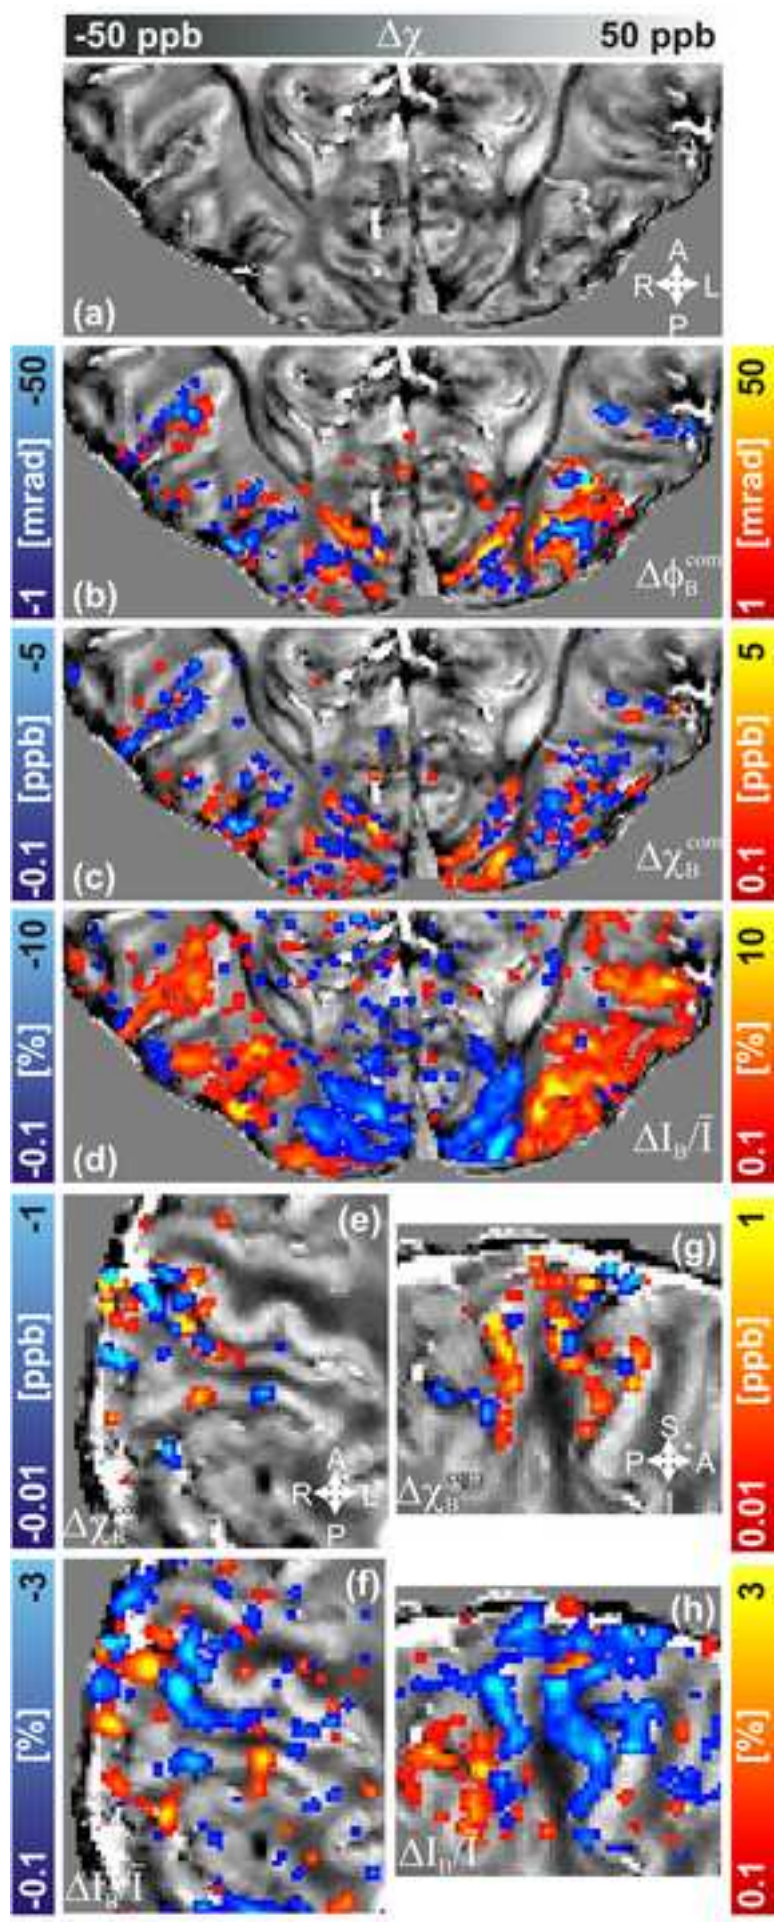 -50 ppb Δχ 50 ppb
A
R L
P
(a)
-1 [mrad] -50
(b)
Δϕ_B^com
1 [mrad] 50
-0.1 [ppb] -5
(c)
Δχ_B^com
0.1 [ppb] 5
-0.1 [%] -10
(d)
ΔI_B/Ī
0.1 [%] 10
-0.01 [ppb] -1
(e)
A
R L
P
(g)
S
P A
I
Δχ_B
0.01 [ppb] 1
-0.1 [%] -3
(f)
ΔI_B/Ī
(h)
ΔI_B/Ī
0.1 [%] 3